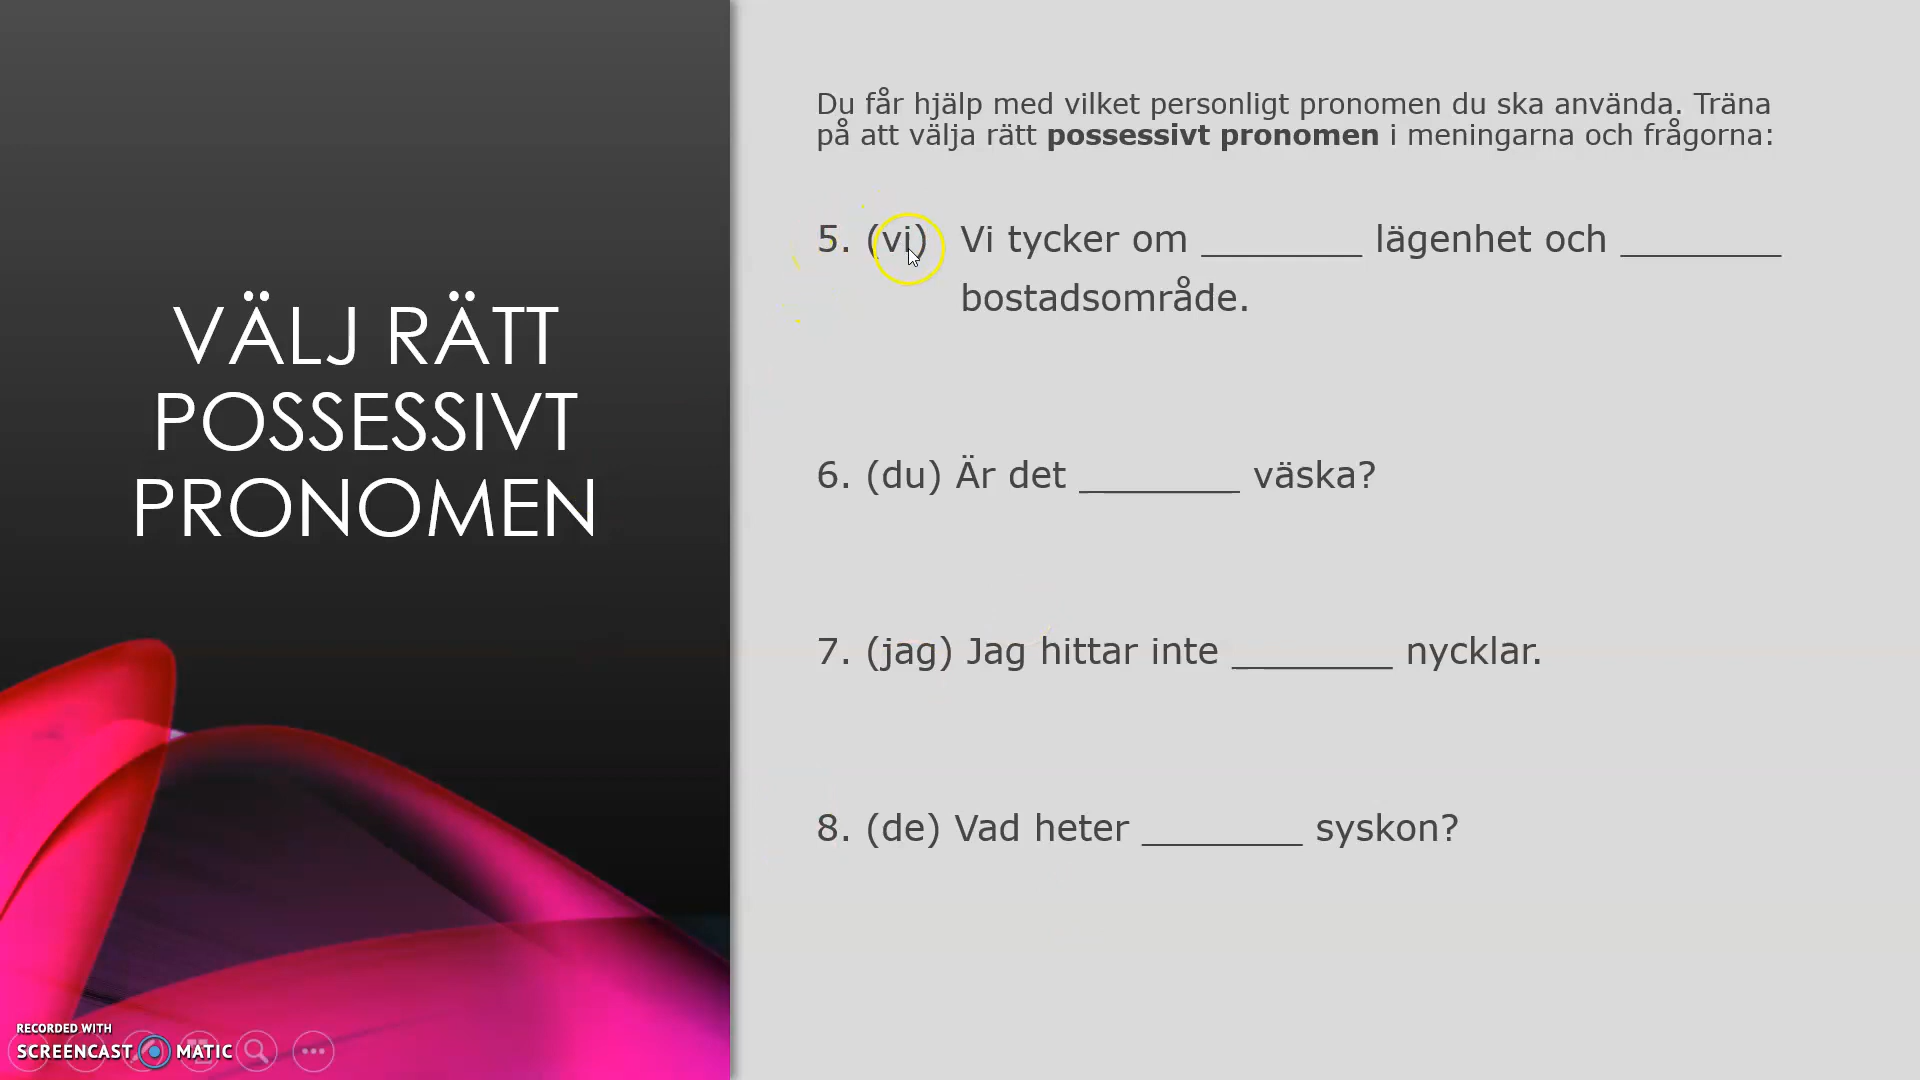 VÄLJ RÄTT
POSSESSIVT
PRONOMEN
Du får hjälp med vilket personligt pronomen du ska använda. Träna
på att välja rätt possessivt pronomen i meningarna och frågorna:
5. (vi) Vi tycker om ________ lägenhet och ________
bostadsområde.
6. (du) Är det ________ väska?
7. (jag) Jag hittar inte ________ nycklar.
8. (de) Vad heter ________ syskon?
RECORDED WITH
SCREENCAST MATIC